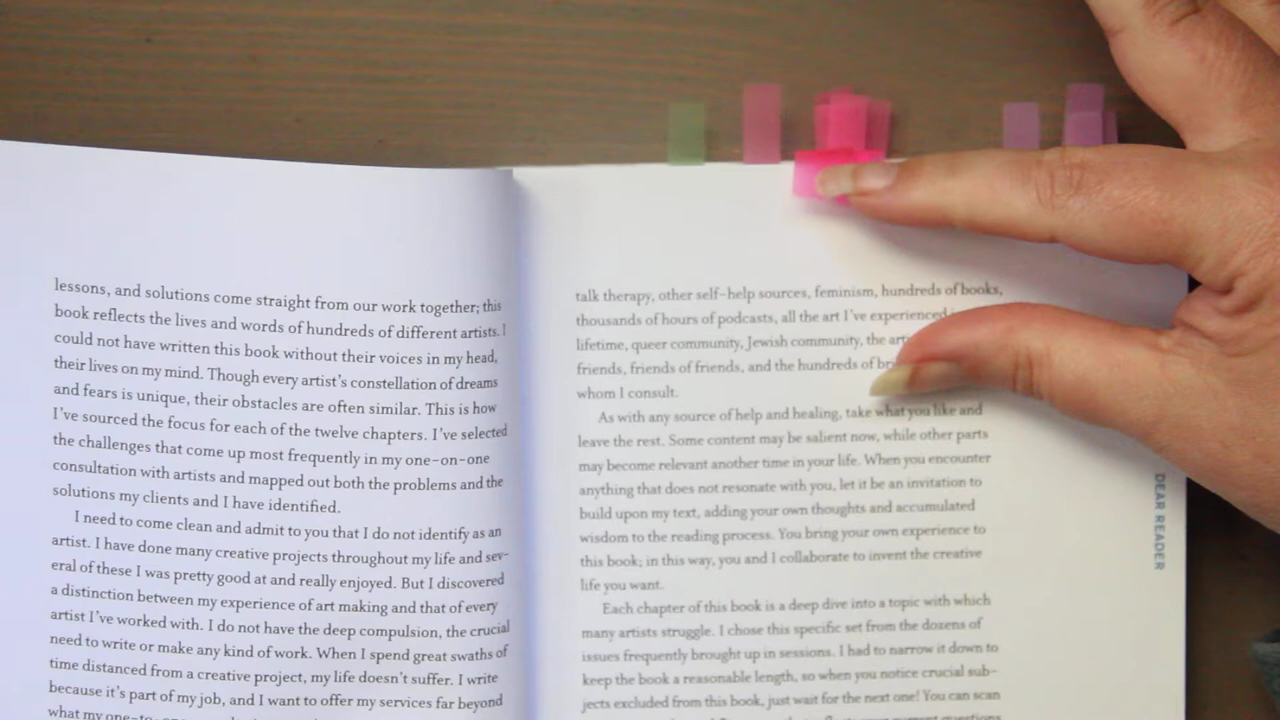 lessons, and solutions come straight from our work together; this
book reflects the lives and words of hundreds of different artists. I
could not have written this book without their voices in my head,
their lives on my mind. Though every artist's constellation of dreams
and fears is unique, their obstacles are often similar. This is how
I've sourced the focus for each of the twelve chapters. I've selected
the challenges that come up most frequently in my one-on-one
consultation with artists and mapped out both the problems and the
solutions my clients and I have identified.
I need to come clean and admit to you that I do not identify as an
artist. I have done many creative projects throughout my life and sev-
eral of these I was pretty good at and really enjoyed. But I discovered
a distinction between my experience of art making and that of every
artist I've worked with. I do not have the deep compulsion, the crucial
need to write or make any kind of work. When I spend great swaths of
time distanced from a creative project, my life doesn't suffer. I write
because it's part of my job, and I want to offer my services far beyond
what my
talk therapy, other self-help sources, feminism, hundreds of books,
thousands of hours of podcasts, all the art I've experienced
lifetime, queer community, Jewish community, the
friends, friends of friends, and the hundreds of
whom I consult.
As with any source of help and healing, take what you like and
leave the rest. Some content may be salient now, while other parts
may become relevant another time in your life. When you encounter
anything that does not resonate with you, let it be an invitation to
build upon my text, adding your own thoughts and accumulated
wisdom to the reading process. You bring your own experience to
this book; in this way, you and I collaborate to invent the creative
life you want.
Each chapter of this book is a deep dive into a topic with which
many artists struggle. I chose this specific set from the dozens of
issues frequently brought up in sessions. I had to narrow it down to
keep the book a reasonable length, so when you notice crucial sub-
jects excluded from this book, just wait for the next one! You can scan
DEAR READER